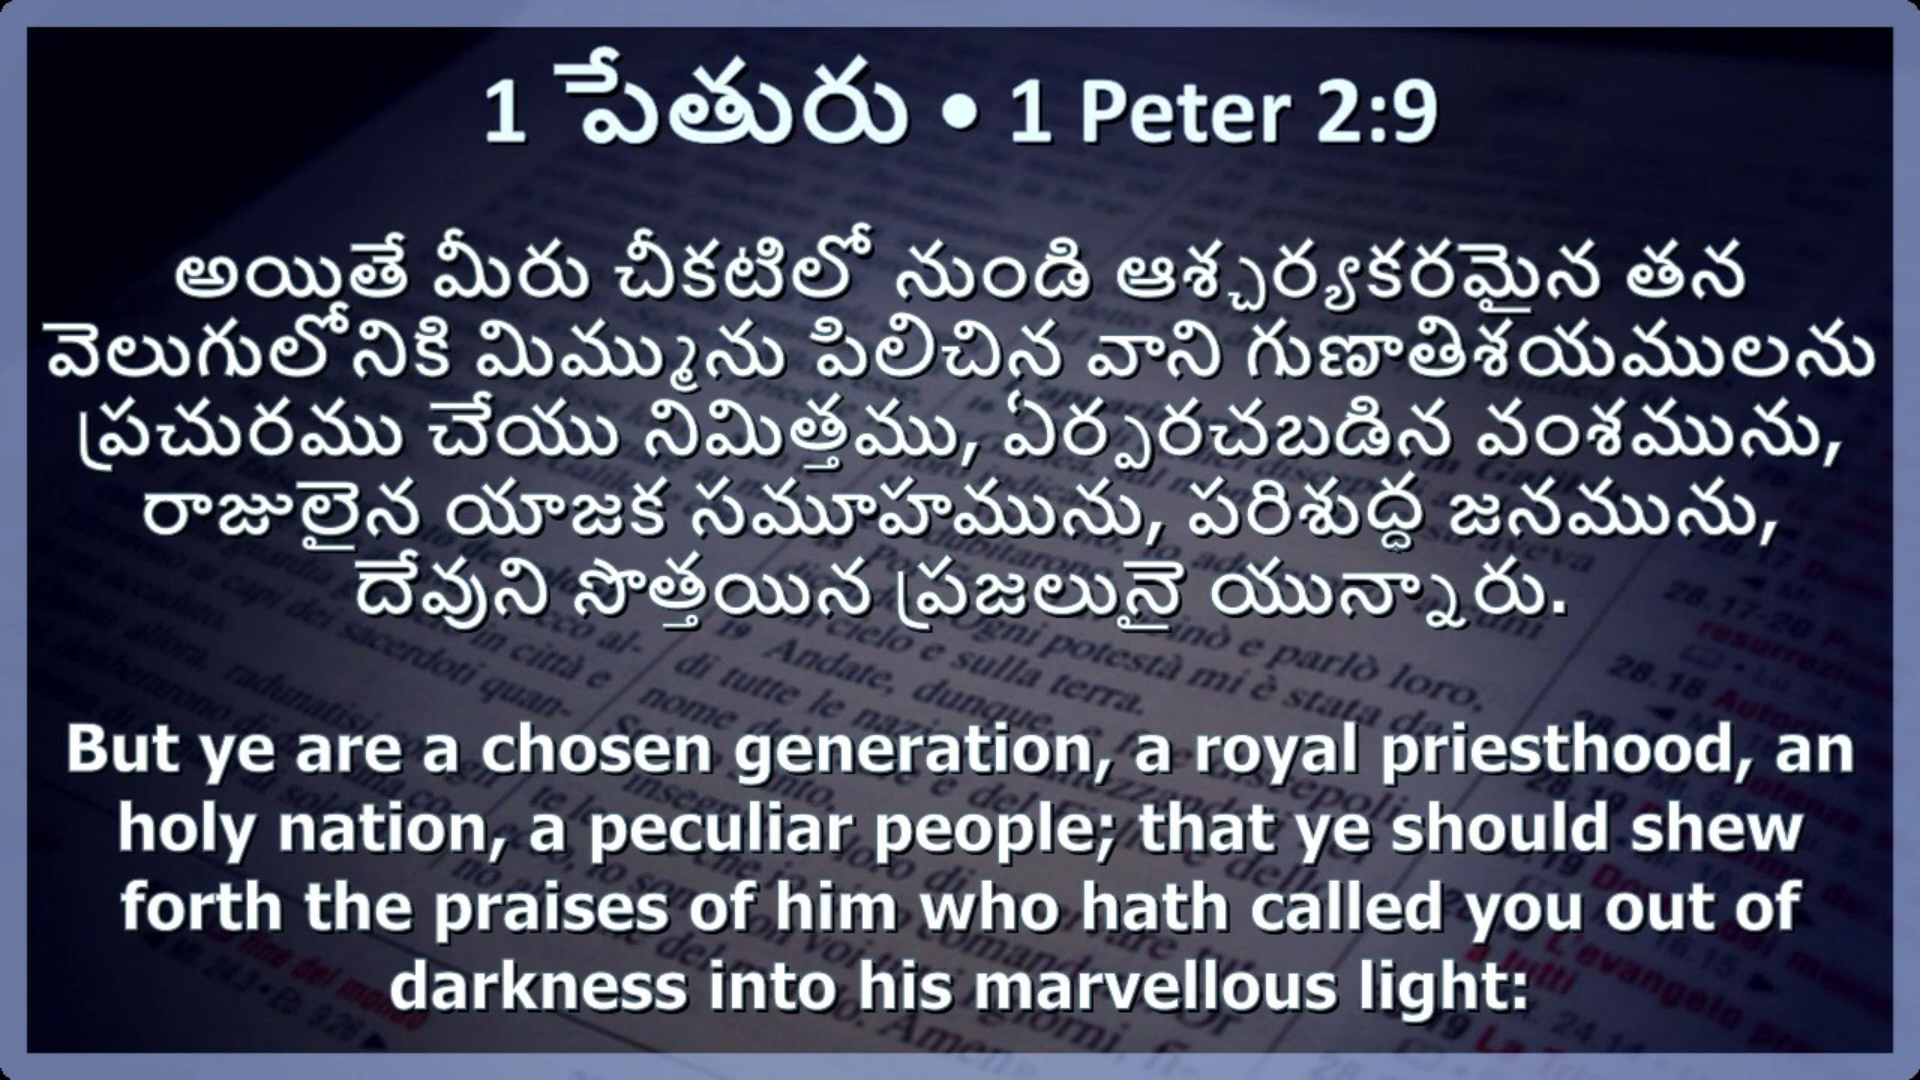 1 పేతురు • 1 Peter 2:9
అయితే మీరు చీకటిలో నుండి ఆశ్చర్యకరమైన తన
వెలుగులోనికి మిమ్మును పిలిచిన వాని గుణాతిశయములను
ప్రచురము చేయు నిమిత్తము, ఏర్పరచబడిన వంశమును,
రాజులైన యాజక సమూహమును, పరిశుద్ధ జనమును,
దేవుని సొత్తయిన ప్రజలునై యున్నారు.
But ye are a chosen generation, a royal priesthood, an
holy nation, a peculiar people; that ye should shew
forth the praises of him who hath called you out of
darkness into his marvellous light: